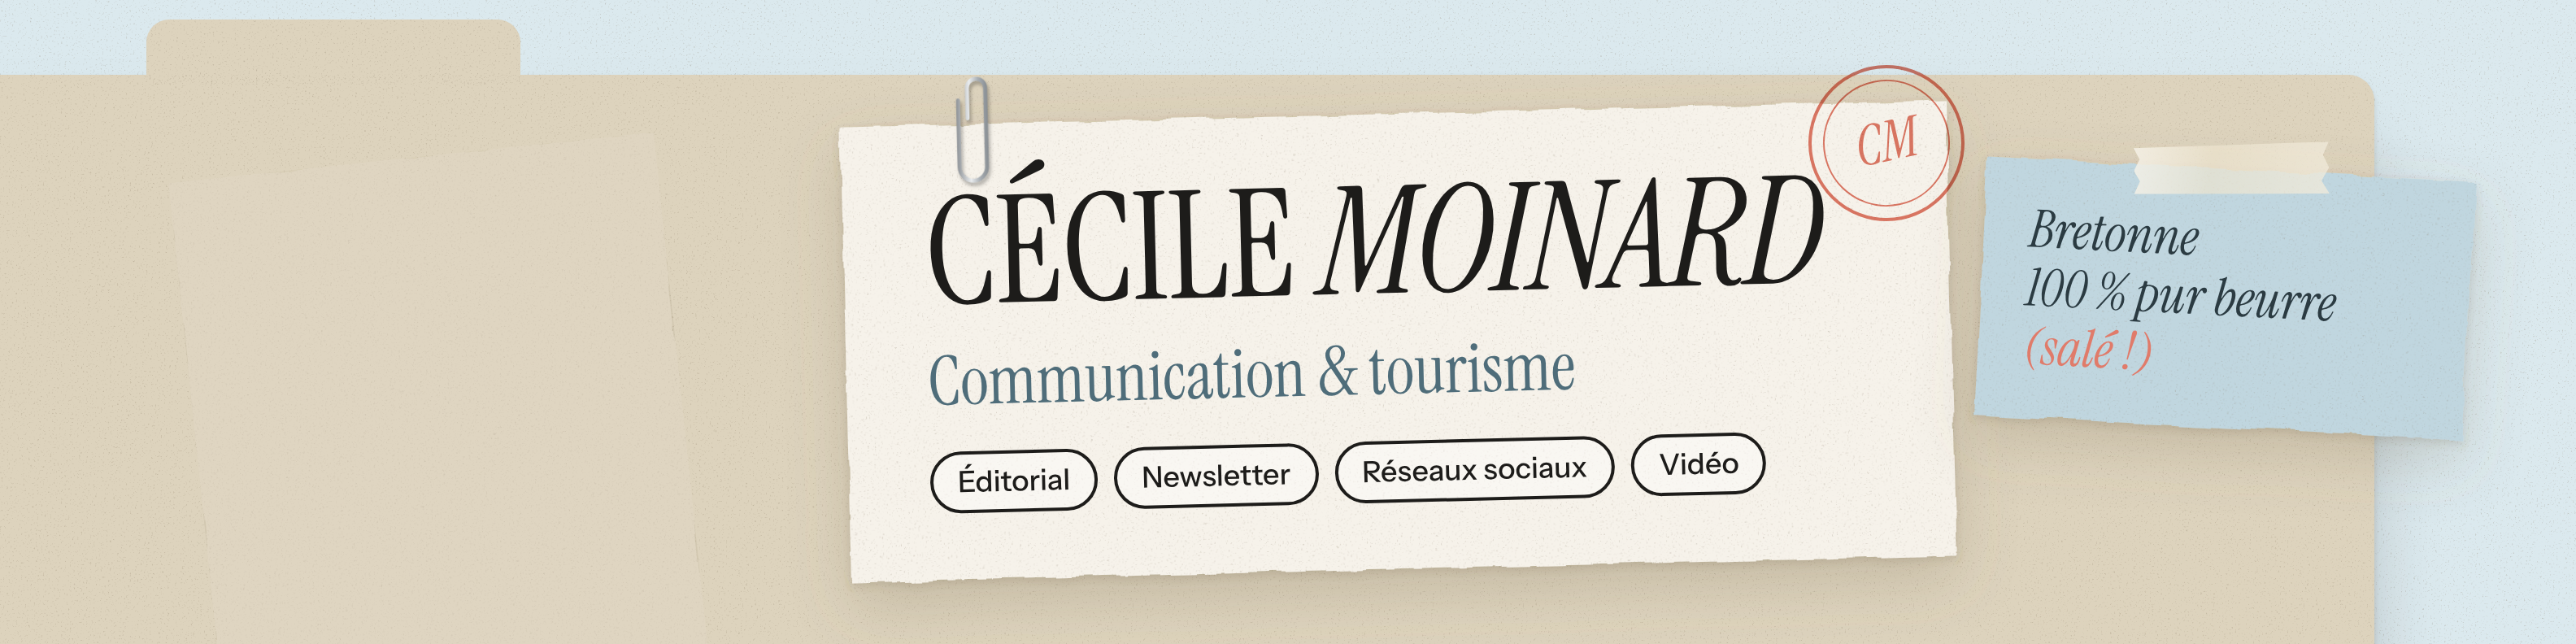 CM
CÉCILE MOINARD
Communication & tourisme
Éditorial
Newsletter
Réseaux sociaux
Vidéo
Bretonne
100 % pur beurre
(salé !)